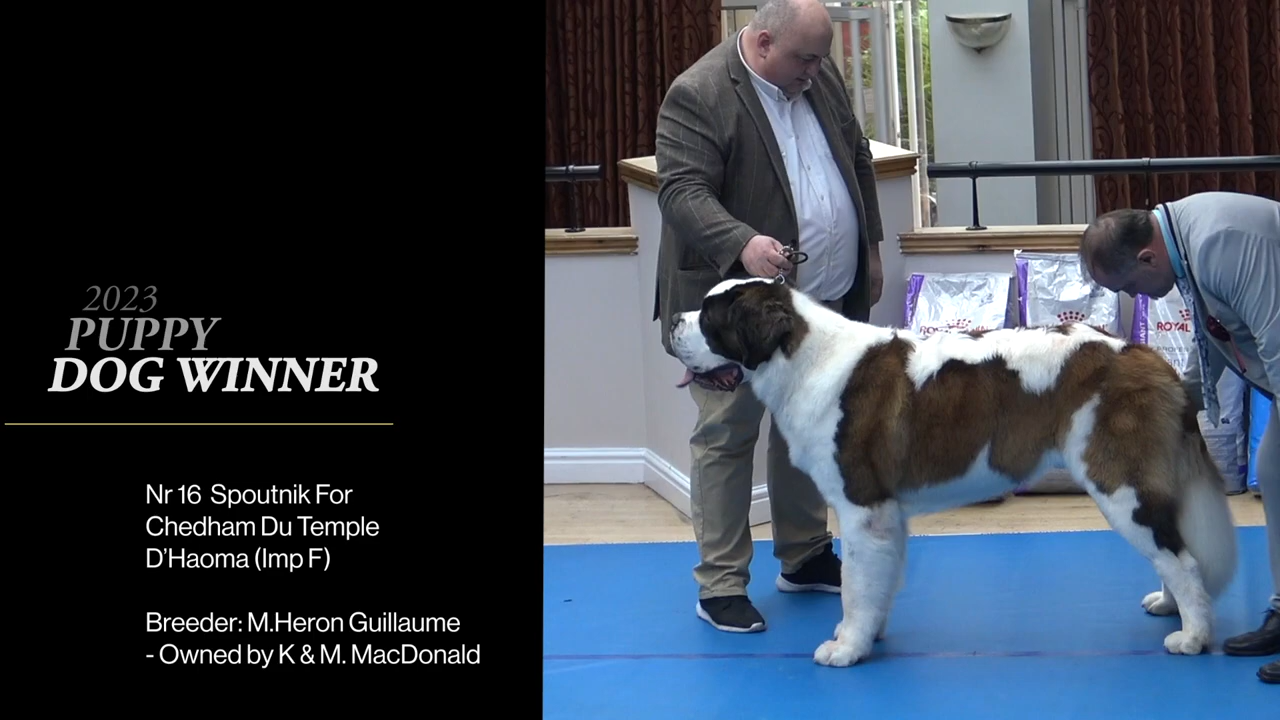 2023
PUPPY
DOG WINNER
Nr 16 Spoutnik For
Chedham Du Temple
D'Haoma (Imp F)
Breeder: M.Heron Guillaume
- Owned by K & M. MacDonald
ROYAL